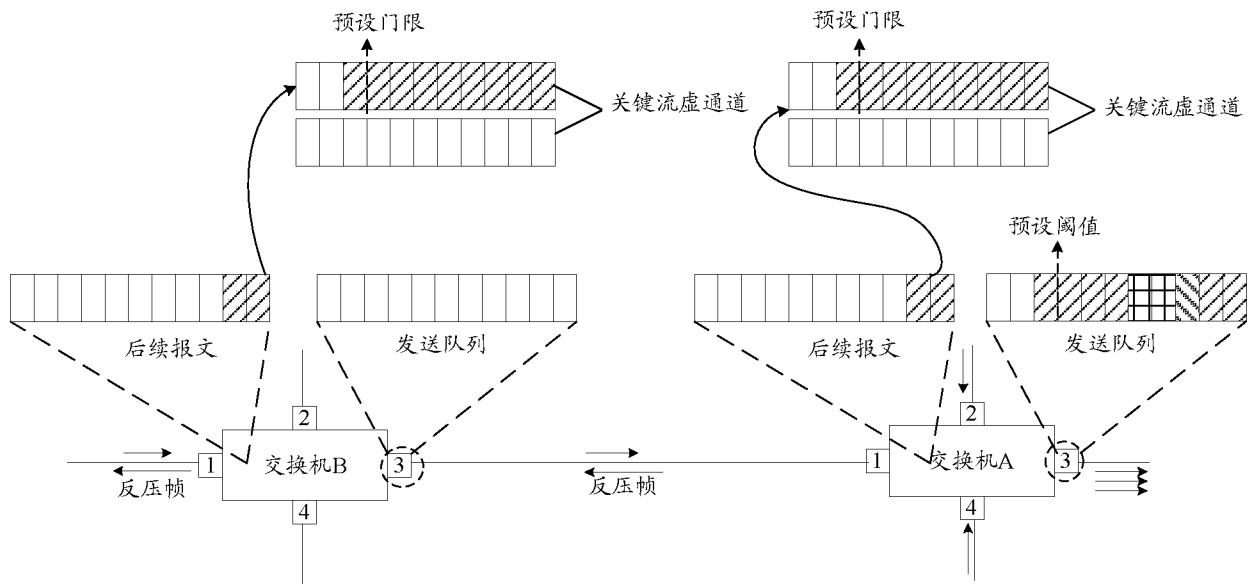 预设门限
预设门限
关键流虚通道
关键流虚通道
预设阈值
后续报文
发送队列
后续报文
发送队列
2
2
1
交换机B
3
1
交换机A
3
反压帧
反压帧
4
4